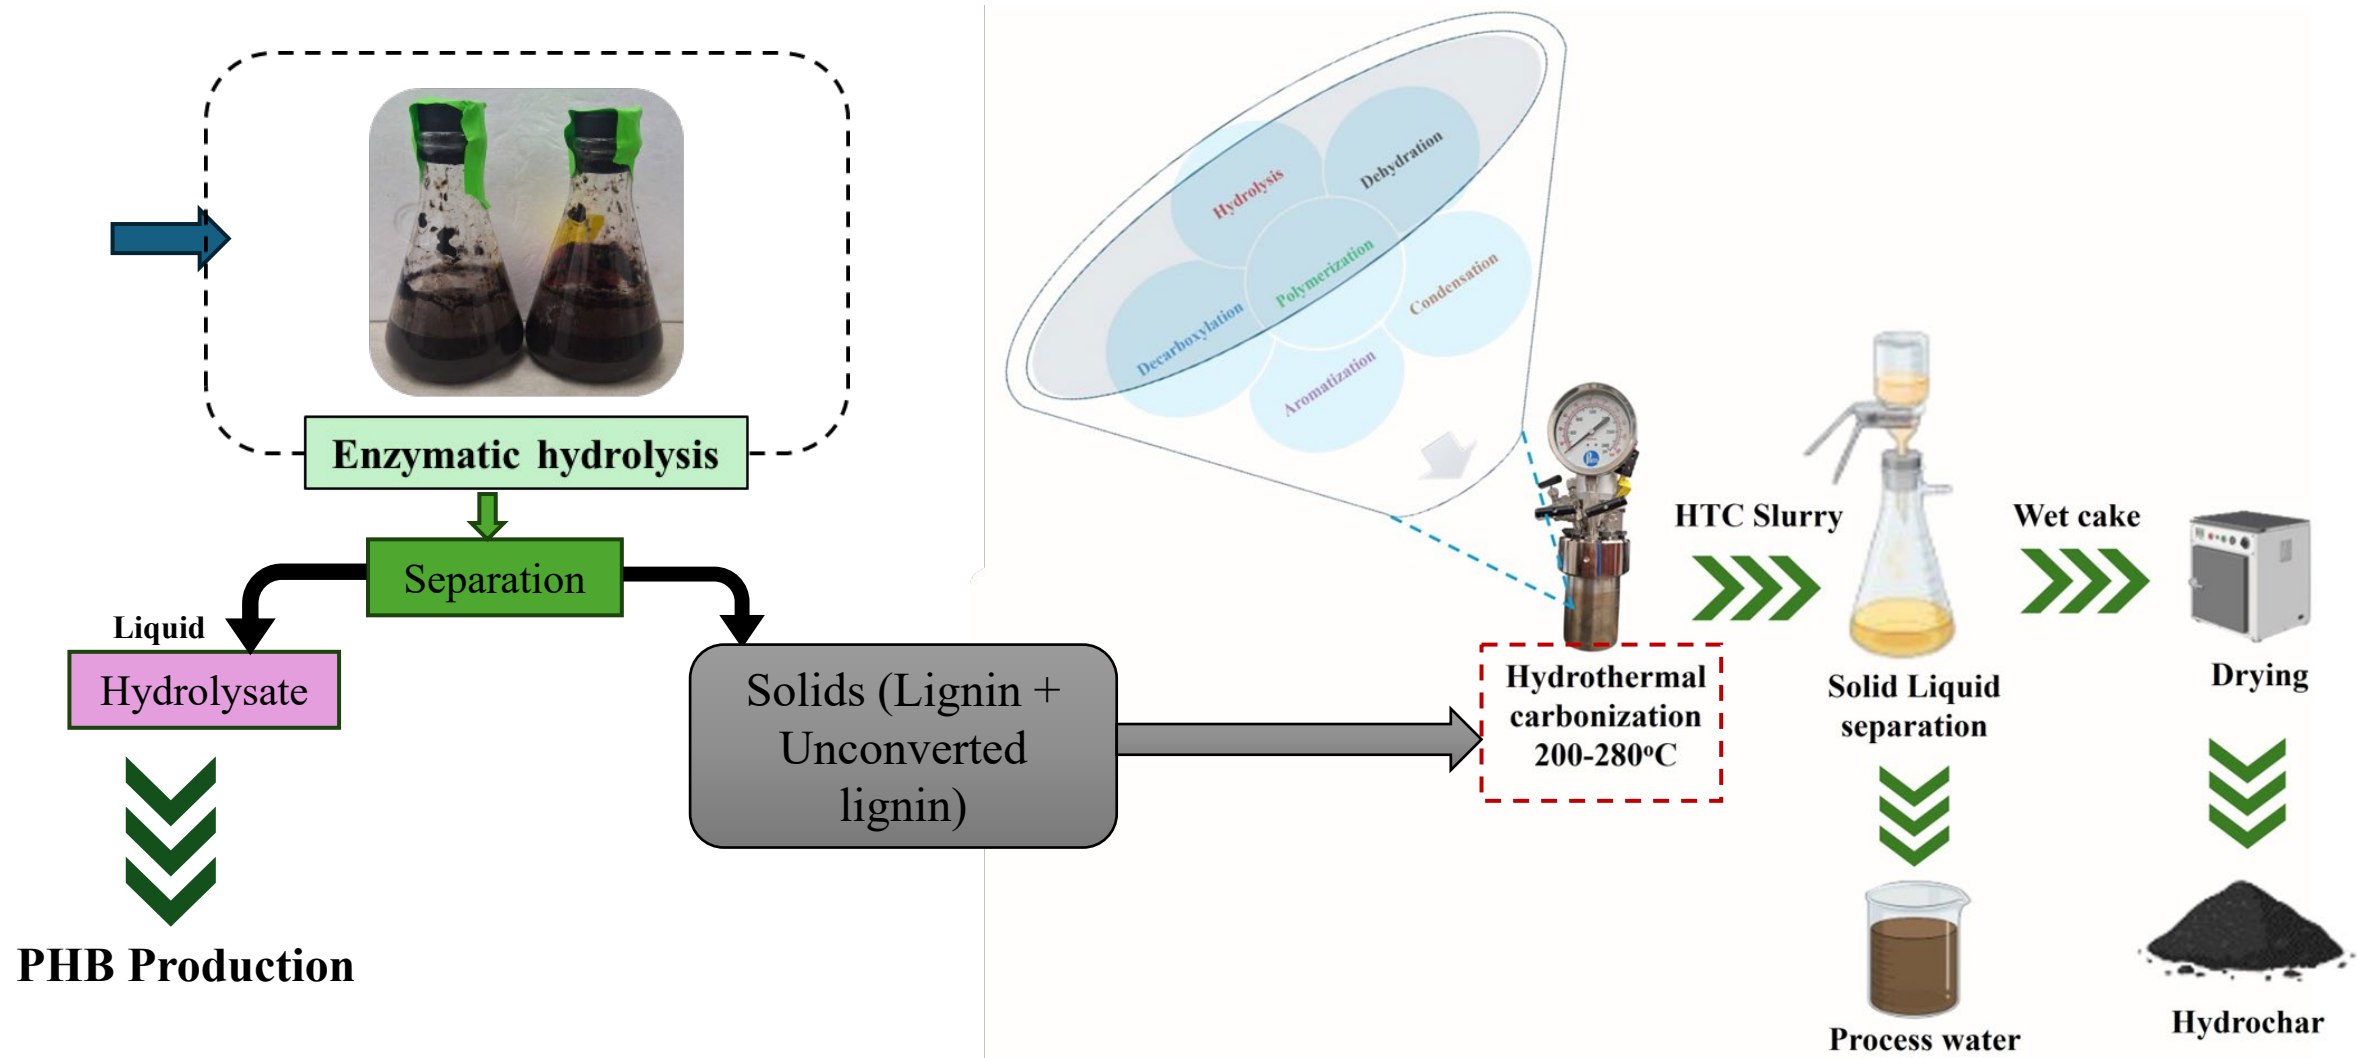 Enzymatic hydrolysis
Separation
Liquid
Hydrolysate
PHB Production
Solids (Lignin +
Unconverted
lignin)
Hydrolysis
Dehydration
Polymerization
Condensation
Decarboxylation
Aromatization
Hydrothermal
carbonization
200-280ᵒC
HTC Slurry
Solid Liquid
separation
Process water
Wet cake
Drying
Hydrochar